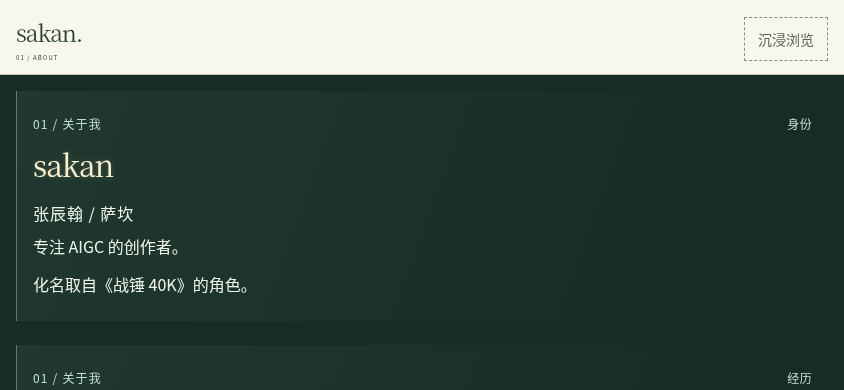 sakan.
01 / ABOUT
沉浸浏览
01 / 关于我
身份
sakan
张辰翰 / 萨坎
专注 AIGC 的创作者。
化名取自《战锤 40K》的角色。
01 / 关于我
经历